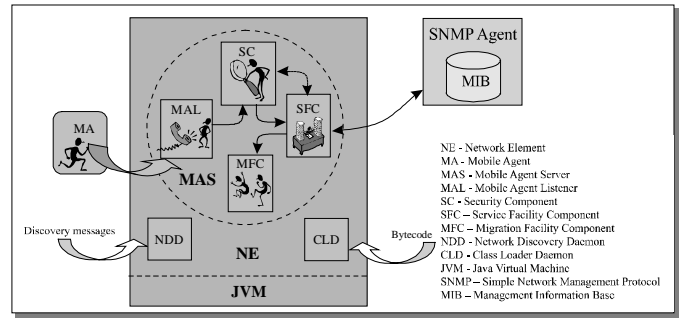 SNMP Agent
MIB
SC
MAL
SFC
MA
MFC
MAS
Discovery messages
NDD
NE
CLD
Bytecode
JVM
NE - Network Element
MA - Mobile Agent
MAS - Mobile Agent Server
MAL - Mobile Agent Listener
SC - Security Component
SFC – Service Facility Component
MFC – Migration Facility Component
NDD - Network Discovery Daemon
CLD - Class Loader Daemon
JVM - Java Virtual Machine
SNMP – Simple Network Management Protocol
MIB – Management Information Base